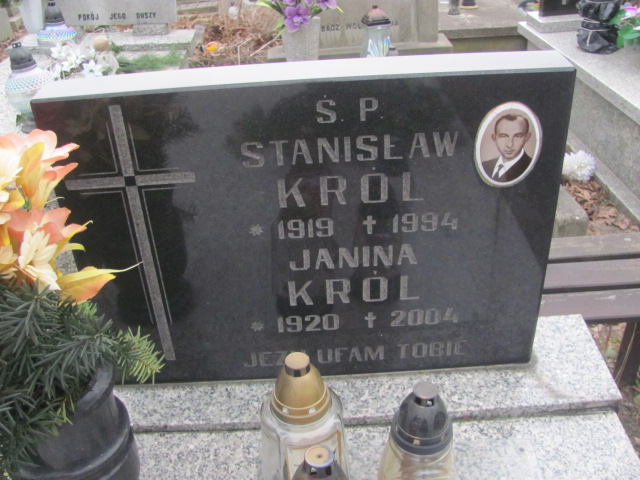 POKÓJ JEGO DUSZY
Ś. P.
STANISŁAW
KRÓL
* 1919 † 1994
JANINA
KRÓL
* 1920 † 2004
UFAM TOBIE